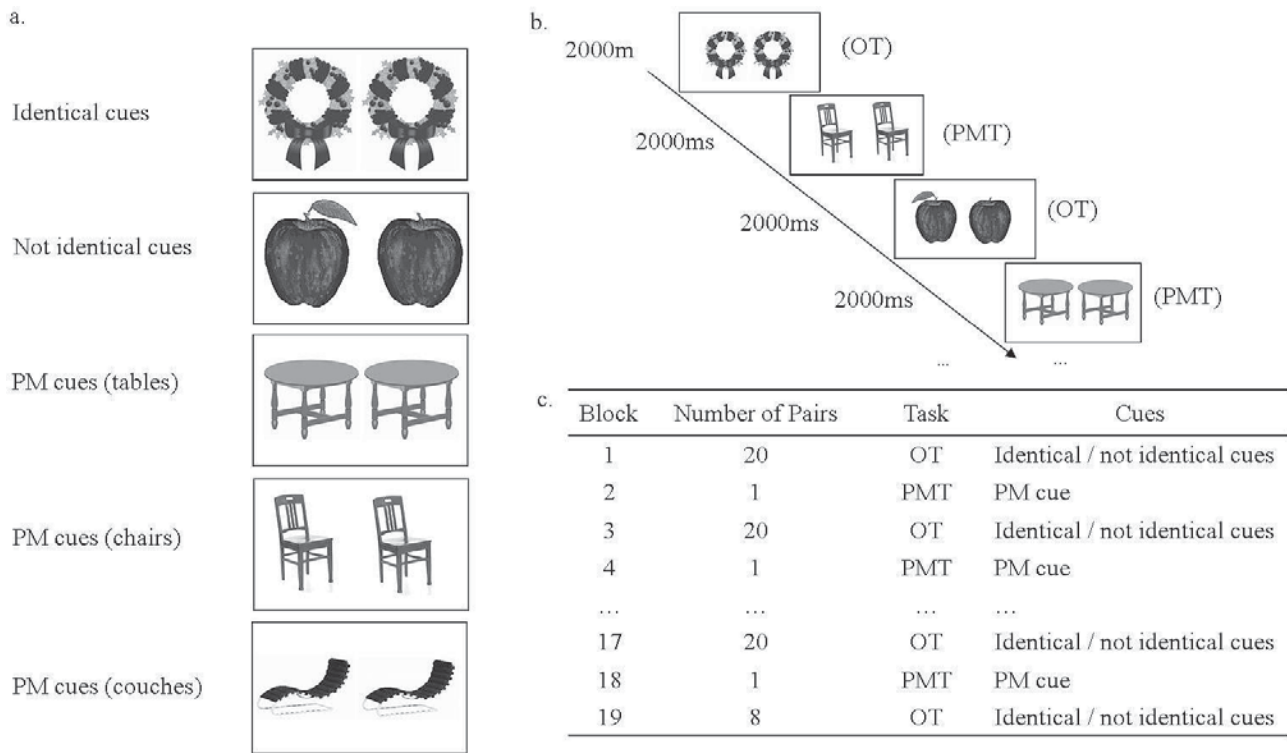 a.
Identical cues
Not identical cues
PM cues (tables)
PM cues (chairs)
PM cues (couches)
b.
2000m
(OT)
2000ms
(PMT)
2000ms
(OT)
2000ms
(PMT)
... ...
c.
Block Number of Pairs Task Cues
1 20 OT Identical / not identical cues
2 1 PMT PM cue
3 20 OT Identical / not identical cues
4 1 PMT PM cue
... ... ... ...
17 20 OT Identical / not identical cues
18 1 PMT PM cue
19 8 OT Identical / not identical cues